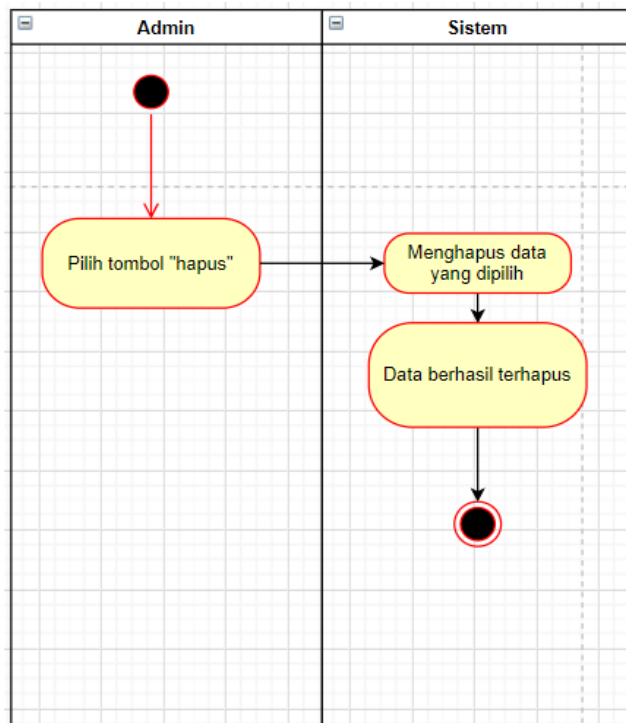 Admin
Sistem
Pilih tombol "hapus"
Menghapus data
yang dipilih
Data berhasil terhapus